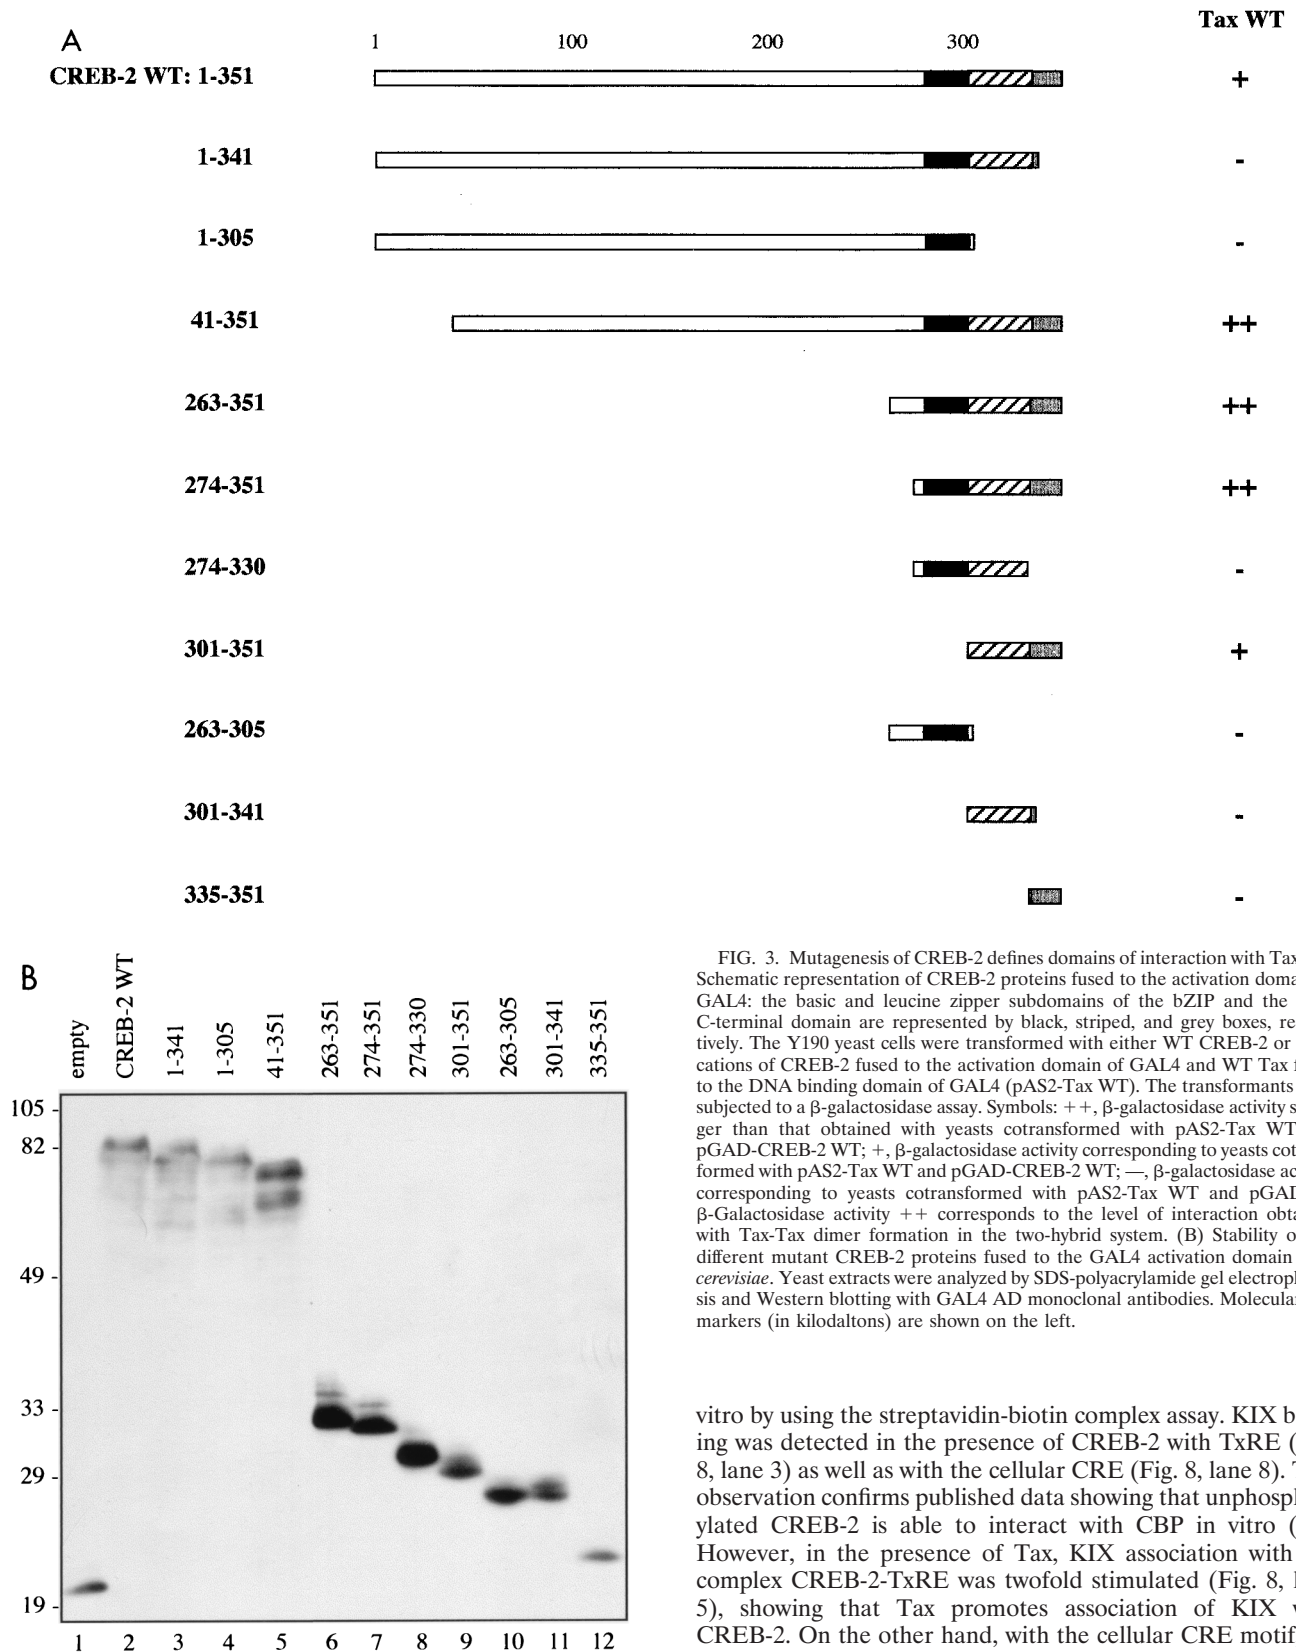 Tax WT
A
1 100 200 300
CREB-2 WT: 1-351 +
1-341 -
1-305 -
41-351 ++
263-351 ++
274-351 ++
274-330 -
301-351 +
263-305 -
301-341 -
335-351 -
B
empty
CREB-2 WT
1-341
1-305
41-351
263-351
274-351
274-330
301-351
263-305
301-341
335-351
105 -
82 -
49 -
33 -
29 -
19 -
1 2 3 4 5 6 7 8 9 10 11 12
FIG. 3. Mutagenesis of CREB-2 defines domains of interaction with Tax
Schematic representation of CREB-2 proteins fused to the activation doma
GAL4: the basic and leucine zipper subdomains of the bZIP and the
C-terminal domain are represented by black, striped, and grey boxes, re
tively. The Y190 yeast cells were transformed with either WT CREB-2 or
cations of CREB-2 fused to the activation domain of GAL4 and WT Tax f
to the DNA binding domain of GAL4 (pAS2-Tax WT). The transformants
subjected to a β-galactosidase assay. Symbols: ++, β-galactosidase activity s
ger than that obtained with yeasts cotransformed with pAS2-Tax WT
pGAD-CREB-2 WT; +, β-galactosidase activity corresponding to yeasts cot
formed with pAS2-Tax WT and pGAD-CREB-2 WT; —, β-galactosidase ac
corresponding to yeasts cotransformed with pAS2-Tax WT and pGAD
β-Galactosidase activity ++ corresponds to the level of interaction obta
with Tax-Tax dimer formation in the two-hybrid system. (B) Stability o
different mutant CREB-2 proteins fused to the GAL4 activation domain
cerevisiae. Yeast extracts were analyzed by SDS-polyacrylamide gel electroph
sis and Western blotting with GAL4 AD monoclonal antibodies. Molecular
markers (in kilodaltons) are shown on the left.
vitro by using the streptavidin-biotin complex assay. KIX b
ing was detected in the presence of CREB-2 with TxRE (
8, lane 3) as well as with the cellular CRE (Fig. 8, lane 8). T
observation confirms published data showing that unphosph
ylated CREB-2 is able to interact with CBP in vitro (
However, in the presence of Tax, KIX association with
complex CREB-2-TxRE was twofold stimulated (Fig. 8, l
5), showing that Tax promotes association of KIX w
CREB-2. On the other hand, with the cellular CRE motif